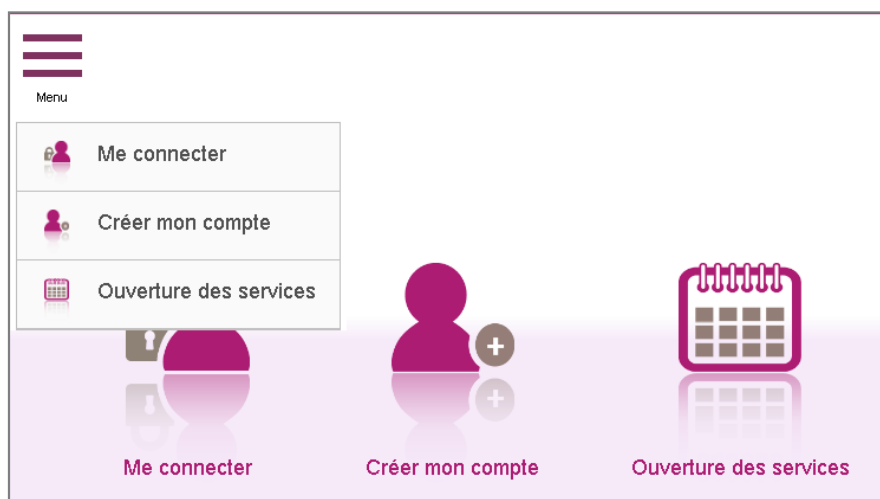 Menu
Me connecter
Créer mon compte
Ouverture des services
Me connecter
Créer mon compte
Ouverture des services